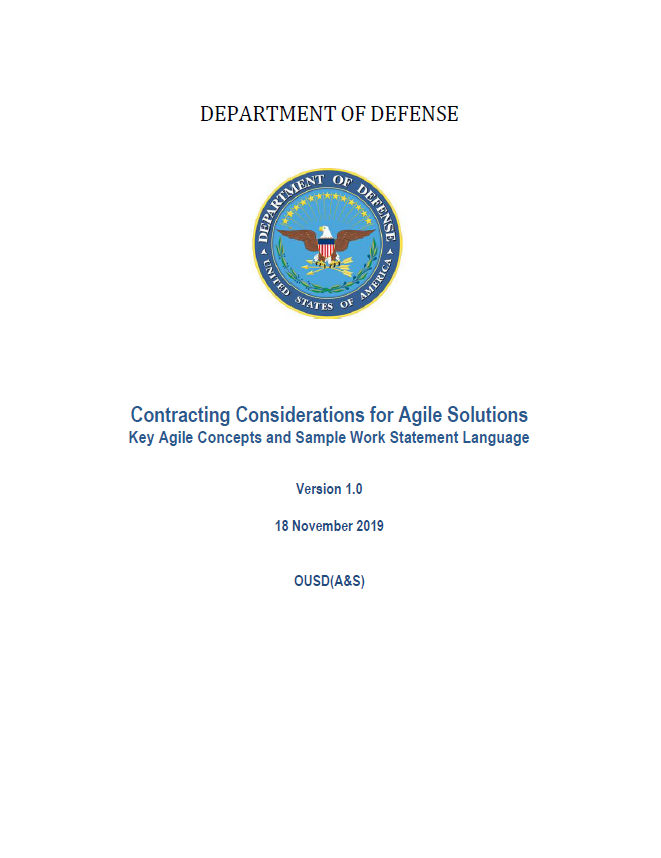 DEPARTMENT OF DEFENSE
DEPARTMENT OF DEFENSE
UNITED STATES OF AMERICA
Contracting Considerations for Agile Solutions
Key Agile Concepts and Sample Work Statement Language
Version 1.0
18 November 2019
OUSD(A&S)